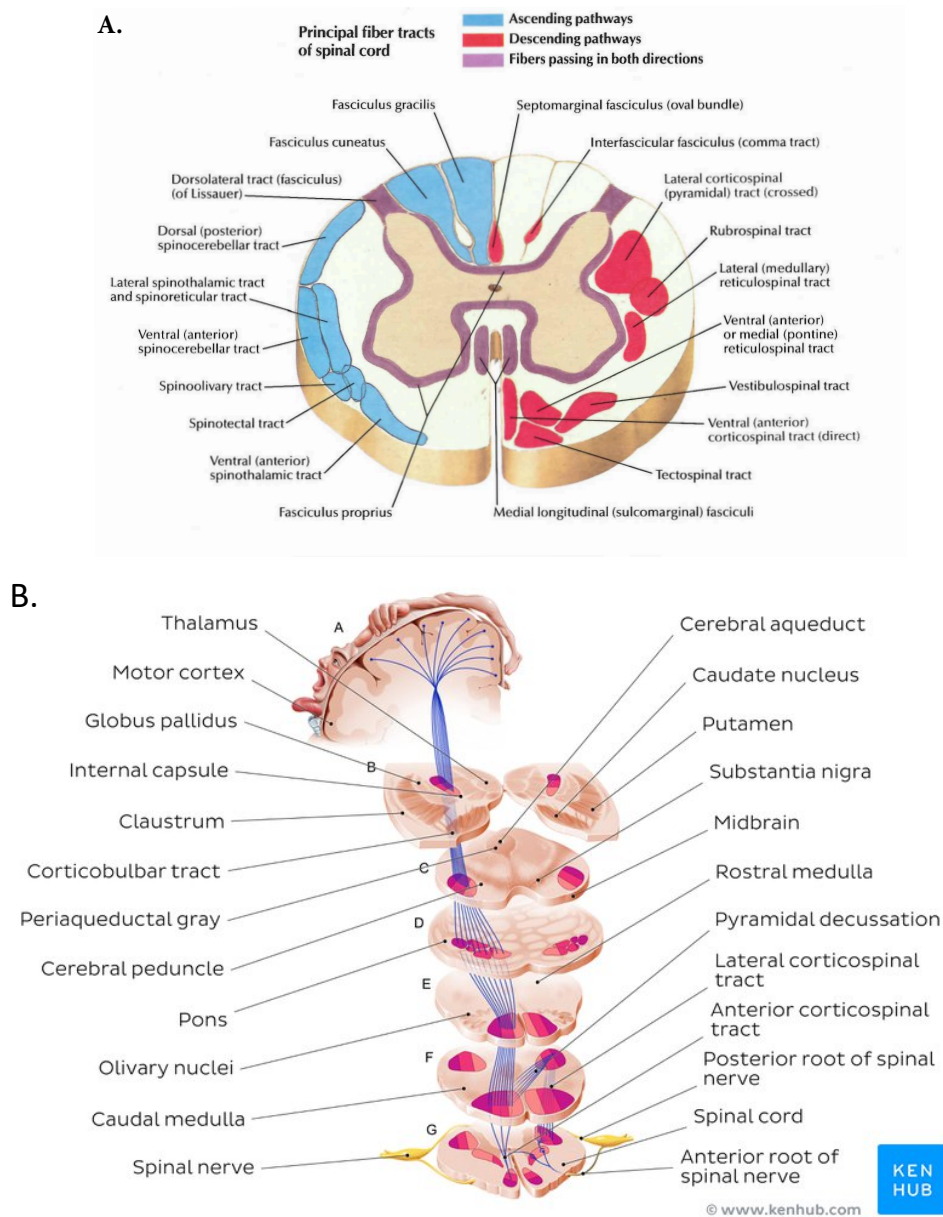 A.
Principal fiber tracts
of spinal cord
Ascending pathways
Descending pathways
Fibers passing in both directions
Fasciculus gracilis
Septomarginal fasciculus (oval bundle)
Fasciculus cuneatus
Interfascicular fasciculus (comma tract)
Dorsolateral tract (fasciculus)
(of Lissauer)
Lateral corticospinal
(pyramidal) tract (crossed)
Dorsal (posterior)
spinocerebellar tract
Rubrospinal tract
Lateral spinothalamic tract
and spinoreticular tract
Lateral (medullary)
reticulospinal tract
Ventral (anterior)
spinocerebellar tract
Ventral (anterior)
or medial (pontine)
reticulospinal tract
Spinoolivary tract
Vestibulospinal tract
Spinotectal tract
Ventral (anterior)
corticospinal tract (direct)
Ventral (anterior)
spinothalamic tract
Tectospinal tract
Fasciculus proprius
Medial longitudinal (sulcomarginal) fasciculi
B.
Thalamus
Motor cortex
Globus pallidus
Internal capsule
Claustrum
Corticobulbar tract
Periaqueductal gray
Cerebral peduncle
Pons
Olivary nuclei
Caudal medulla
Spinal nerve
A
B
C
D
E
F
G
Cerebral aqueduct
Caudate nucleus
Putamen
Substantia nigra
Midbrain
Rostral medulla
Pyramidal decussation
Lateral corticospinal
tract
Anterior corticospinal
tract
Posterior root of spinal
nerve
Spinal cord
Anterior root of
spinal nerve
KEN
HUB
© www.kenhub.com